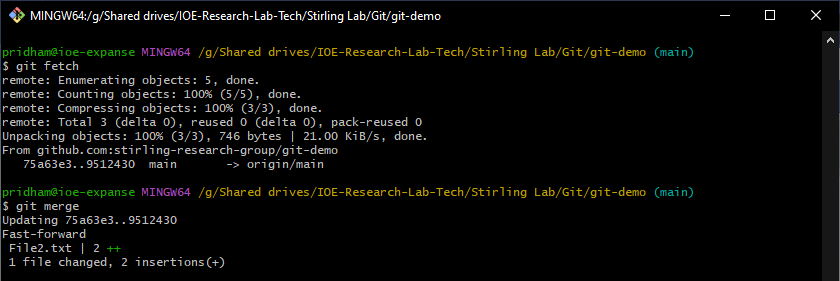 MINGW64:/g/Shared drives/IOE-Research-Lab-Tech/Stirling Lab/Git/git-demo
pridham@ioe-expanse MINGW64 /g/Shared drives/IOE-Research-Lab-Tech/Stirling Lab/Git/git-demo (main)
$ git fetch
remote: Enumerating objects: 5, done.
remote: Counting objects: 100% (5/5), done.
remote: Compressing objects: 100% (3/3), done.
remote: Total 3 (delta 0), reused 0 (delta 0), pack-reused 0
Unpacking objects: 100% (3/3), 746 bytes | 21.00 KiB/s, done.
From github.com:stirling-research-group/git-demo
   75a63e3..9512430  main       -> origin/main
pridham@ioe-expanse MINGW64 /g/Shared drives/IOE-Research-Lab-Tech/Stirling Lab/Git/git-demo (main)
$ git merge
Updating 75a63e3..9512430
Fast-forward
 File2.txt | 2 ++
 1 file changed, 2 insertions(+)